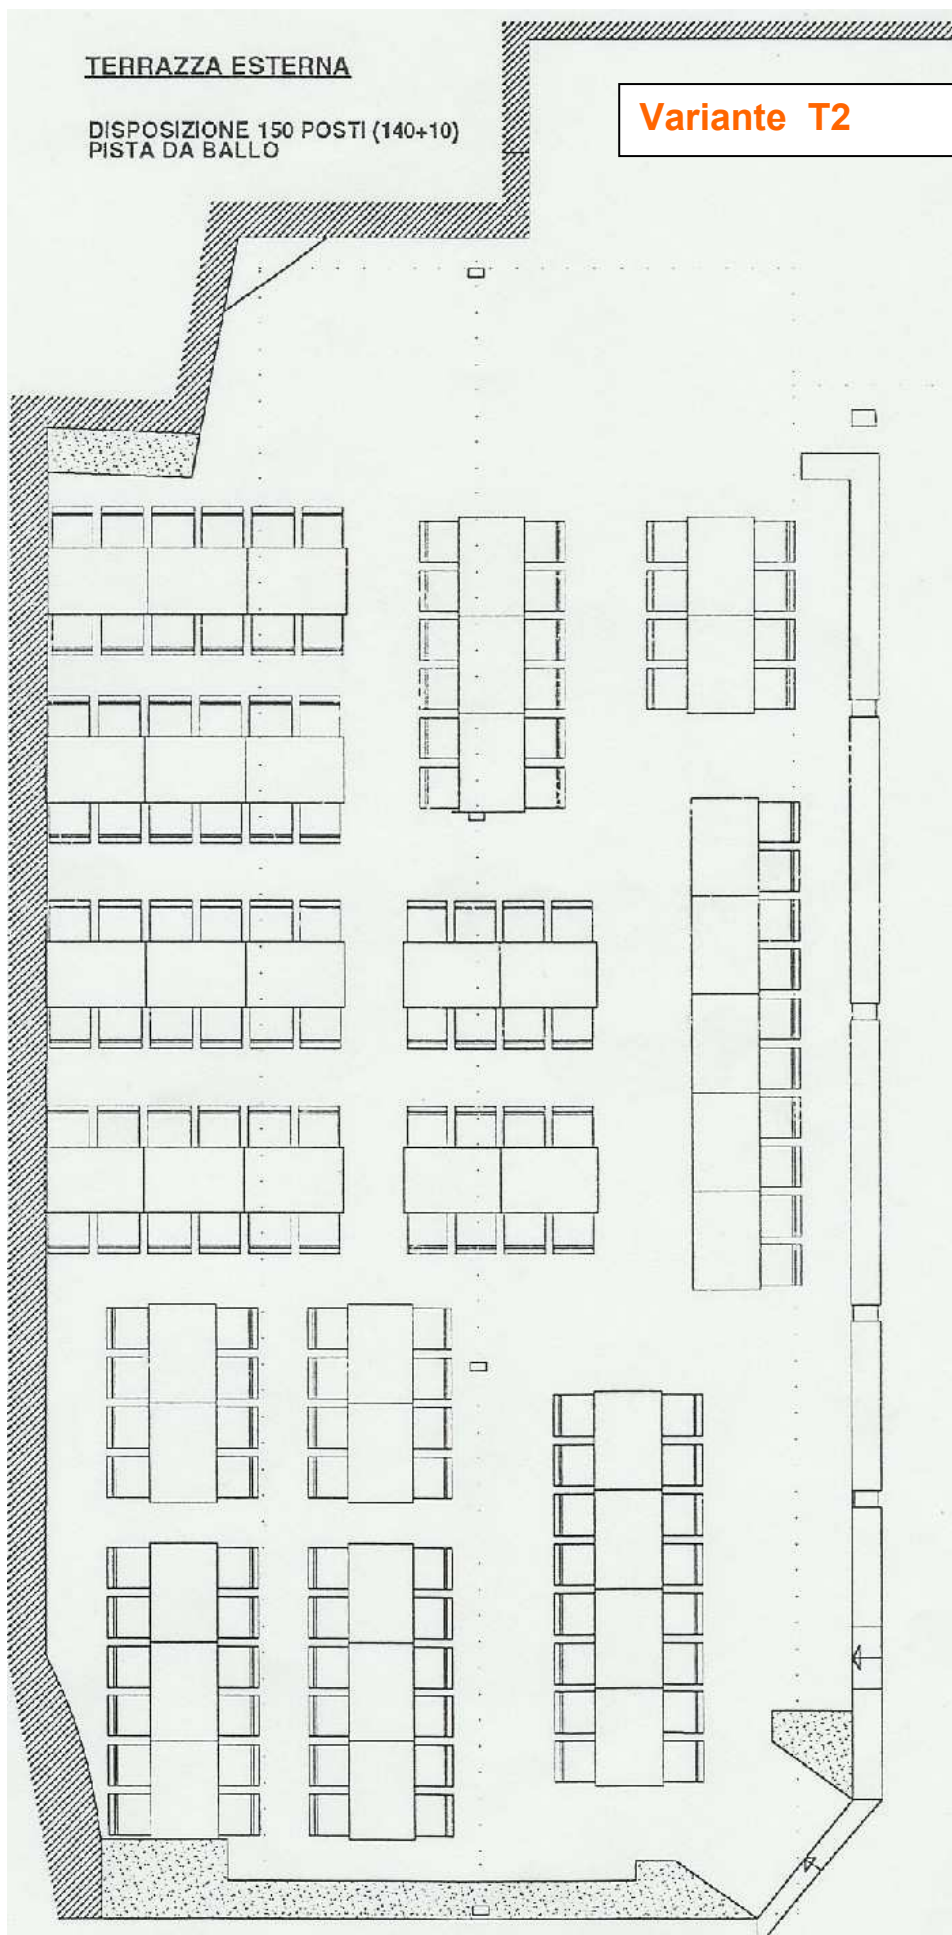 TERRAZZA ESTERNA
DISPOSIZIONE 150 POSTI (140+10)
PISTA DA BALLO
Variante T2